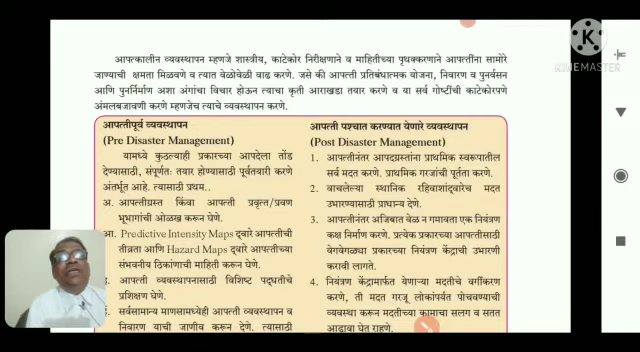 आपत्कालीन व्यवस्थापन म्हणजे शास्त्रीय, काटेकोर निरीक्षणाने व माहितीच्या पृथक्करणाने आपत्तींना सामोरे
जाण्याची क्षमता मिळवणे व त्यात वेळोवेळी वाढ करणे. जसे की आपत्ती प्रतिबंधात्मक योजना, निवारण व पुनर्वसन
आणि पुनर्निर्माण अशा अंगांचा विचार होऊन त्याचा कृती आराखडा तयार करणे व या सर्व गोष्टींची काटेकोरपणे
अंमलबजावणी करणे म्हणजेच त्याचे व्यवस्थापन करणे.
आपत्तीपूर्व व्यवस्थापन
(Pre Disaster Management)
यामध्ये कुठल्याही प्रकारच्या आपदेला तोंड
देण्यासाठी, संपूर्णतः तयार होण्यासाठी पूर्वतयारी करणे
अंतर्भूत आहे. त्यासाठी प्रथम..
अ. आपत्तीग्रस्त किंवा आपत्ती प्रवृत्त/प्रवण
भूभागांची ओळख करून घेणे.
आ. Predictive Intensity Maps द्वारे आपत्तीची
तीव्रता आणि Hazard Maps द्वारे आपत्तीच्या
संभवनीय ठिकाणांची माहिती करून घेणे.
आपत्ती व्यवस्थापनासाठी विशिष्ट पद्धतीचे
प्रशिक्षण घेणे.
सर्वसामान्य माणसामध्येही आपत्ती व्यवस्थापन व
निवारण याची जाणीव करून देणे. त्यासाठी
आपत्ती पश्चात करण्यात येणारे व्यवस्थापन
(Post Disaster Management)
1. आपत्तीनंतर आपदग्रस्तांना प्राथमिक स्वरूपातील
सर्व मदत करणे. प्राथमिक गरजांची पूर्तता करणे.
2. वाचलेल्या स्थानिक रहिवाशांद्वारेच मदत
उभारण्यासाठी प्राधान्य देणे.
3. आपत्तीनंतर अजिबात वेळ न गमावता एक नियंत्रण
कक्ष निर्माण करणे. प्रत्येक प्रकारच्या आपत्तीसाठी
वेगवेगळ्या प्रकारच्या नियंत्रण केंद्राची उभारणी
करावी लागते.
4. नियंत्रण केंद्रामार्फत येणाऱ्या मदतीचे वर्गीकरण
करणे, ती मदत गरजू लोकांपर्यंत पोचवण्याची
व्यवस्था करून मदतीच्या कामाचा सलग व सतत
आढावा घेत राहणे.
KINEMASTER